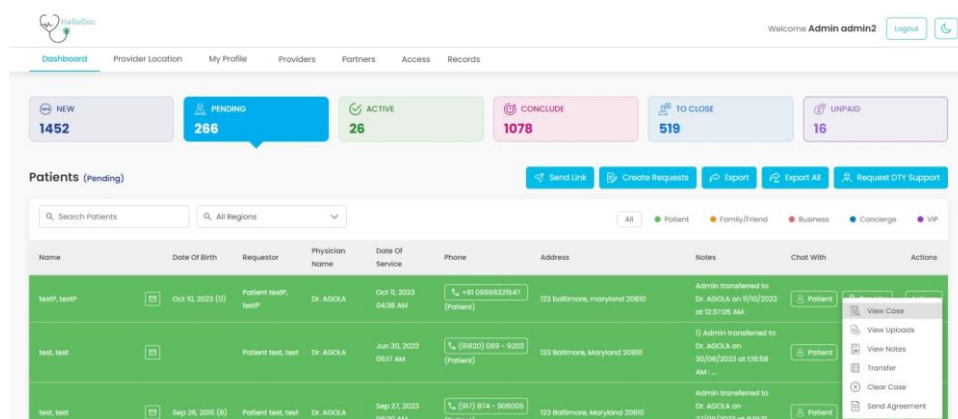 HalloDoc
Welcome Admin admin2 Logout
Dashboard Provider Location My Profile Providers Partners Access Records
NEW PENDING ACTIVE CONCLUDE TO CLOSE UNPAID
1452 266 26 1078 519 16
Patients (Pending) Send Link Create Requests Export Export All Request DTY Support
Search Patients All Regions All Patient Family/Friend Business Concierge VIP
Name Date Of Birth Requestor Physician Name Date Of Service Phone Address Notes Chat With Actions
testP, testP Oct 10, 2023 (0) Patient testP, testP Dr. AGOLA Oct 11, 2023 04:36 AM +91 09966321547 (Patient) 123 baltimore, maryland 20810 Admin transferred to Dr. AGOLA on 11/10/2023 at 12:37:05 AM : Patient
View Case
View Uploads
test, test Patient test, test Dr. AGOLA Jun 30, 2023 05:17 AM (91820) 069 - 9203 (Patient) 123 Batimore, Maryland 20810 1) Admin transferred to Dr. AGOLA on 30/06/2023 at 1:16:58 AM : ... Patient
View Notes
Transfer
Clear Case
test, test Sep 26, 2015 (8) Patient test, test Dr. AGOLA Sep 27, 2023 (917) 874 - 906005 123 Batimore, Maryland 20810 Admin transferred to Dr. AGOLA on Patient
Send Agreement